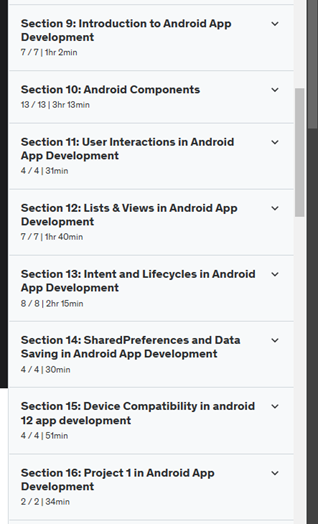 Section 9: Introduction to Android App
Development
7 / 7 | 1hr 2min
Section 10: Android Components
13 / 13 | 3hr 13min
Section 11: User Interactions in Android
App Development
4 / 4 | 31min
Section 12: Lists & Views in Android App
Development
7 / 7 | 1hr 40min
Section 13: Intent and Lifecycles in Android
App Development
8 / 8 | 2hr 15min
Section 14: SharedPreferences and Data
Saving in Android App Development
4 / 4 | 30min
Section 15: Device Compatibility in android
12 app development
4 / 4 | 51min
Section 16: Project 1 in Android App
Development
2 / 2 | 34min